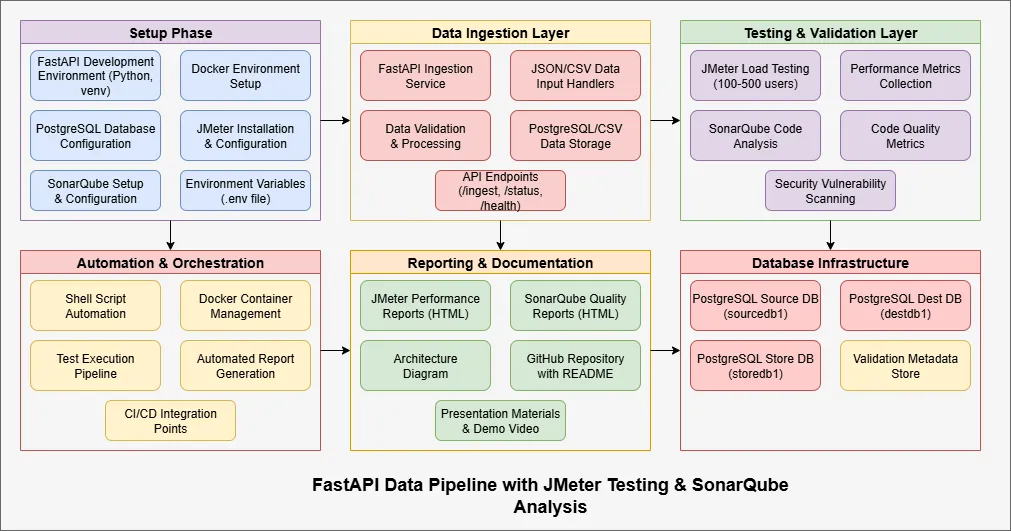 Setup Phase
FastAPI Development
Environment (Python,
venv)
Docker Environment
Setup
PostgreSQL Database
Configuration
JMeter Installation
& Configuration
SonarQube Setup
& Configuration
Environment Variables
(.env file)
Data Ingestion Layer
FastAPI Ingestion
Service
JSON/CSV Data
Input Handlers
Data Validation
& Processing
PostgreSQL/CSV
Data Storage
API Endpoints
(/ingest, /status,
/health)
Testing & Validation Layer
JMeter Load Testing
(100-500 users)
Performance Metrics
Collection
SonarQube Code
Analysis
Code Quality
Metrics
Security Vulnerability
Scanning
Automation & Orchestration
Shell Script
Automation
Docker Container
Management
Test Execution
Pipeline
Automated Report
Generation
CI/CD Integration
Points
Reporting & Documentation
JMeter Performance
Reports (HTML)
SonarQube Quality
Reports (HTML)
Architecture
Diagram
GitHub Repository
with README
Presentation Materials
& Demo Video
Database Infrastructure
PostgreSQL Source DB
(sourcedb1)
PostgreSQL Dest DB
(destdb1)
PostgreSQL Store DB
(storedb1)
Validation Metadata
Store
FastAPI Data Pipeline with JMeter Testing & SonarQube
Analysis